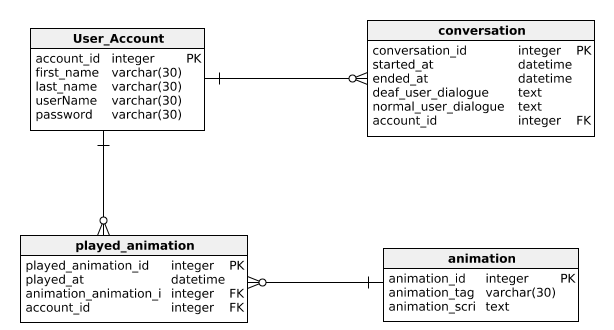 User_Account
account_id integer PK
first_name varchar(30)
last_name varchar(30)
userName varchar(30)
password varchar(30)
conversation
conversation_id integer PK
started_at datetime
ended_at datetime
deaf_user_dialogue text
normal_user_dialogue text
account_id integer FK
played_animation
played_animation_id integer PK
played_at datetime
animation_animation_i integer FK
account_id integer FK
animation
animation_id integer PK
animation_tag varchar(30)
animation_scri text